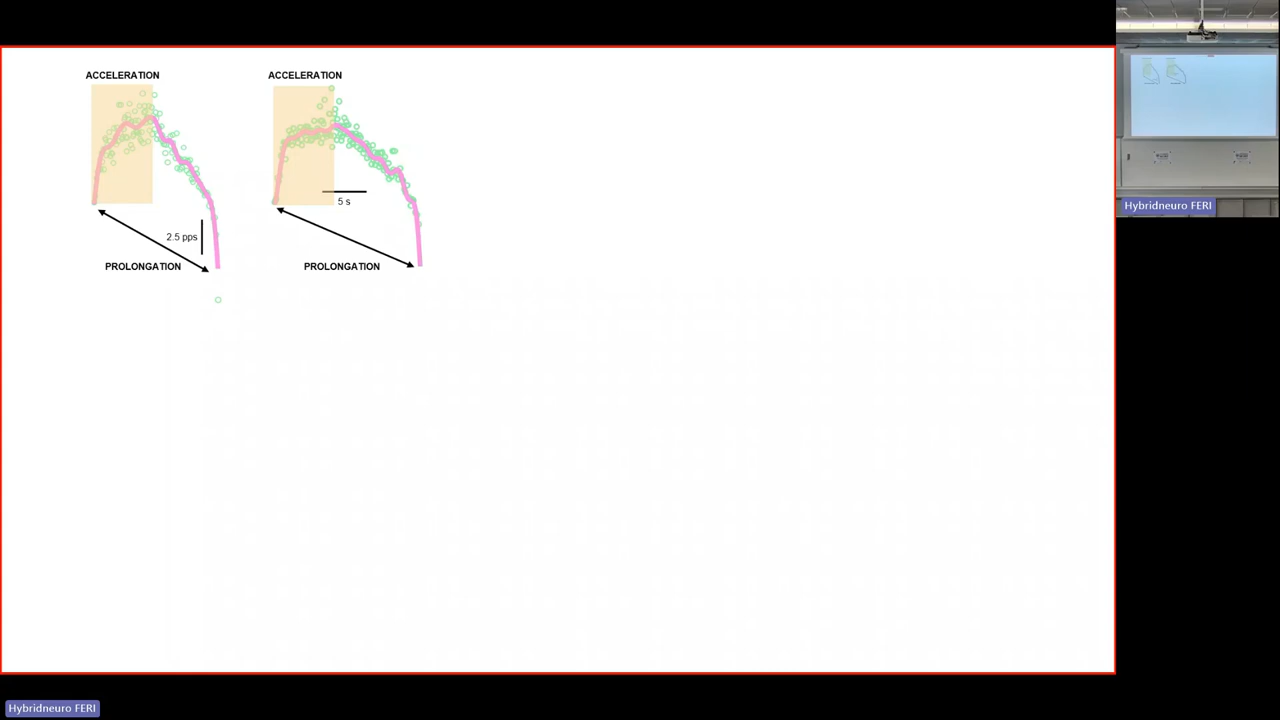 ACCELERATION
ACCELERATION
5 s
2.5 pps
PROLONGATION
PROLONGATION
Hybridneuro FERI
Hybridneuro FERI